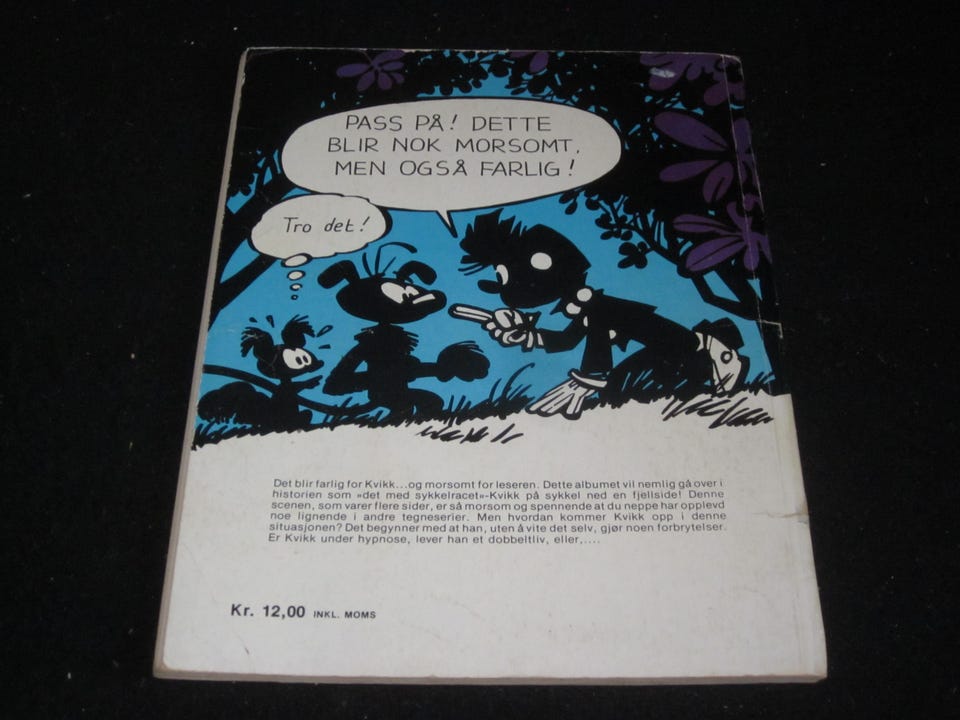 PASS PÅ! DETTE
BLIR NOK MORSOMT,
MEN OGSÅ FARLIG!
Tro det!
Det blir farlig for Kvikk...og morsomt for leseren. Dette albumet vil nemlig gå over i
historien som »det med sykkelracet»-Kvikk på sykkel ned en fjellside! Denne
scenen, som varer flere sider, er så morsom og spennende at du neppe har opplevd
noe lignende i andre tegneserier. Men hvordan kommer Kvikk opp i denne
situasjonen? Det begynner med at han, uten å vite det selv, gjør noen forbrytelser.
Er Kvikk under hypnose, lever han et dobbeltliv, eller,....
Kr. 12,00 INKL. MOMS